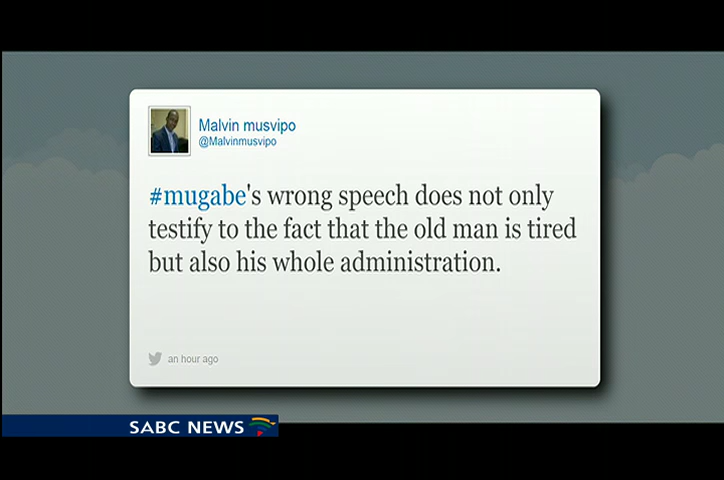 Malvin musvipo
@Malvinmusvipo
#mugabe's wrong speech does not only
testify to the fact that the old man is tired
but also his whole administration.
an hour ago
SABC NEWS